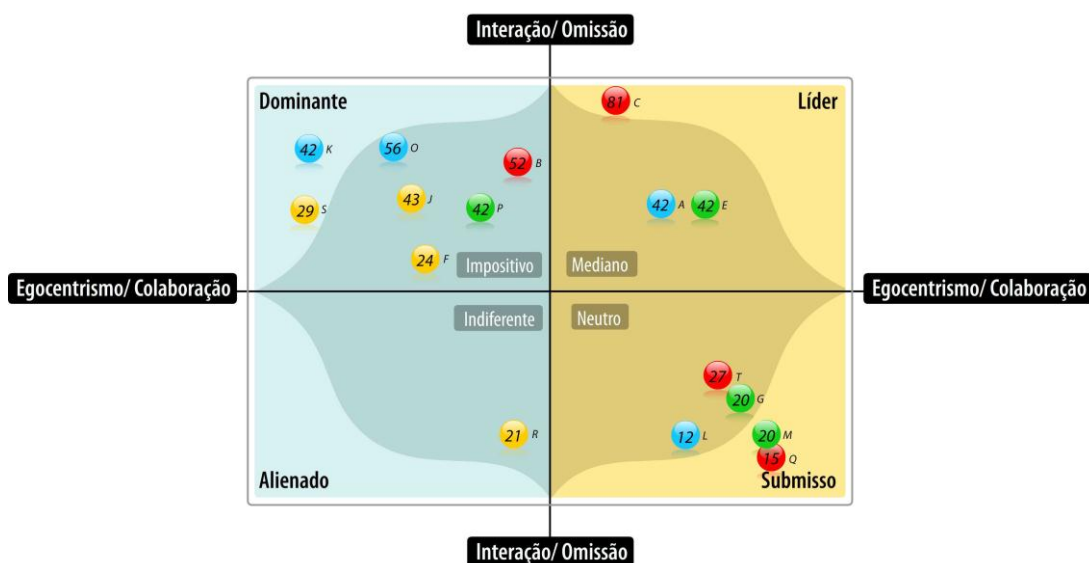 Interação/ Omissão
Dominante
Líder
81 C
42 K
56 O
52 B
29 S
43 J
42 P
42 A
42 E
24 F
Impositivo
Mediano
Egocentrismo/ Colaboração
Egocentrismo/ Colaboração
Indiferente
Neutro
27 T
20 G
21 R
12 L
20 M
15 Q
Alienado
Submisso
Interação/ Omissão